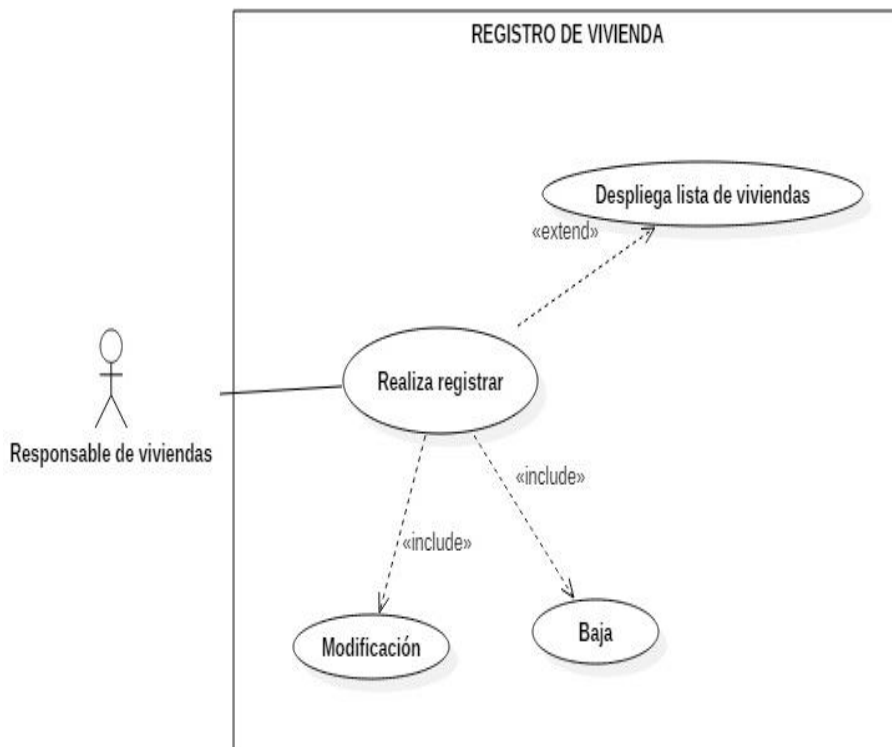 REGISTRO DE VIVIENDA
Despliega lista de viviendas
«extend»
Realiza registrar
Responsable de viviendas
«include»
«include»
Modificación
Baja